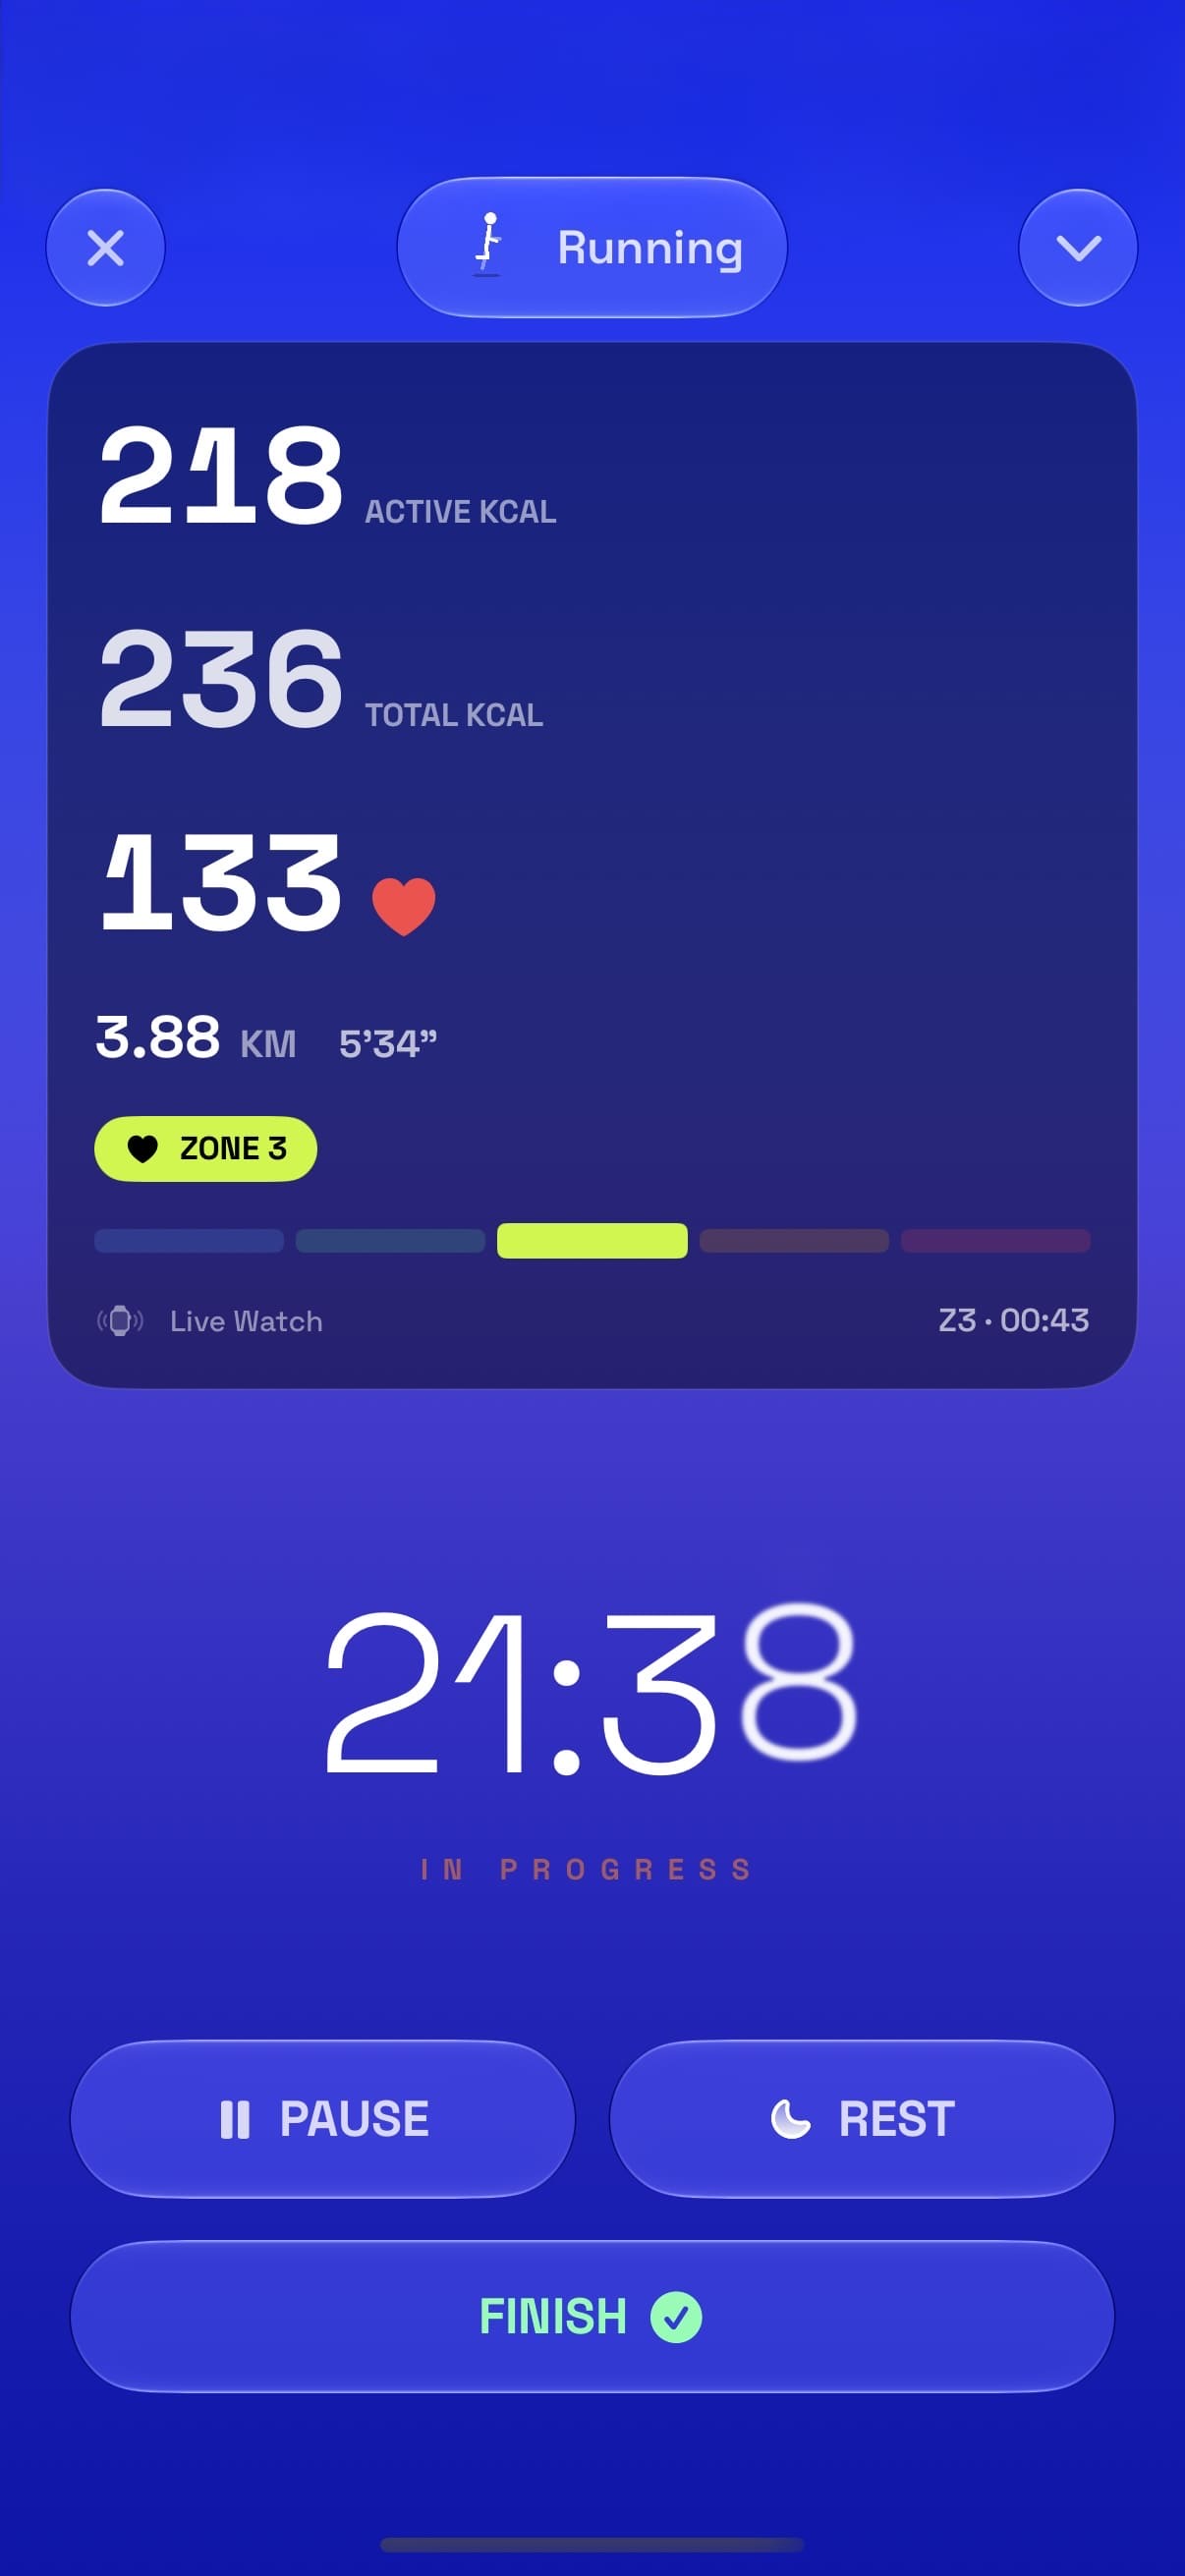 Running
218 ACTIVE KCAL
236 TOTAL KCAL
133
3.88 KM 5’34”
ZONE 3
Live Watch Z3 · 00:43
21:38
IN PROGRESS
PAUSE REST
FINISH